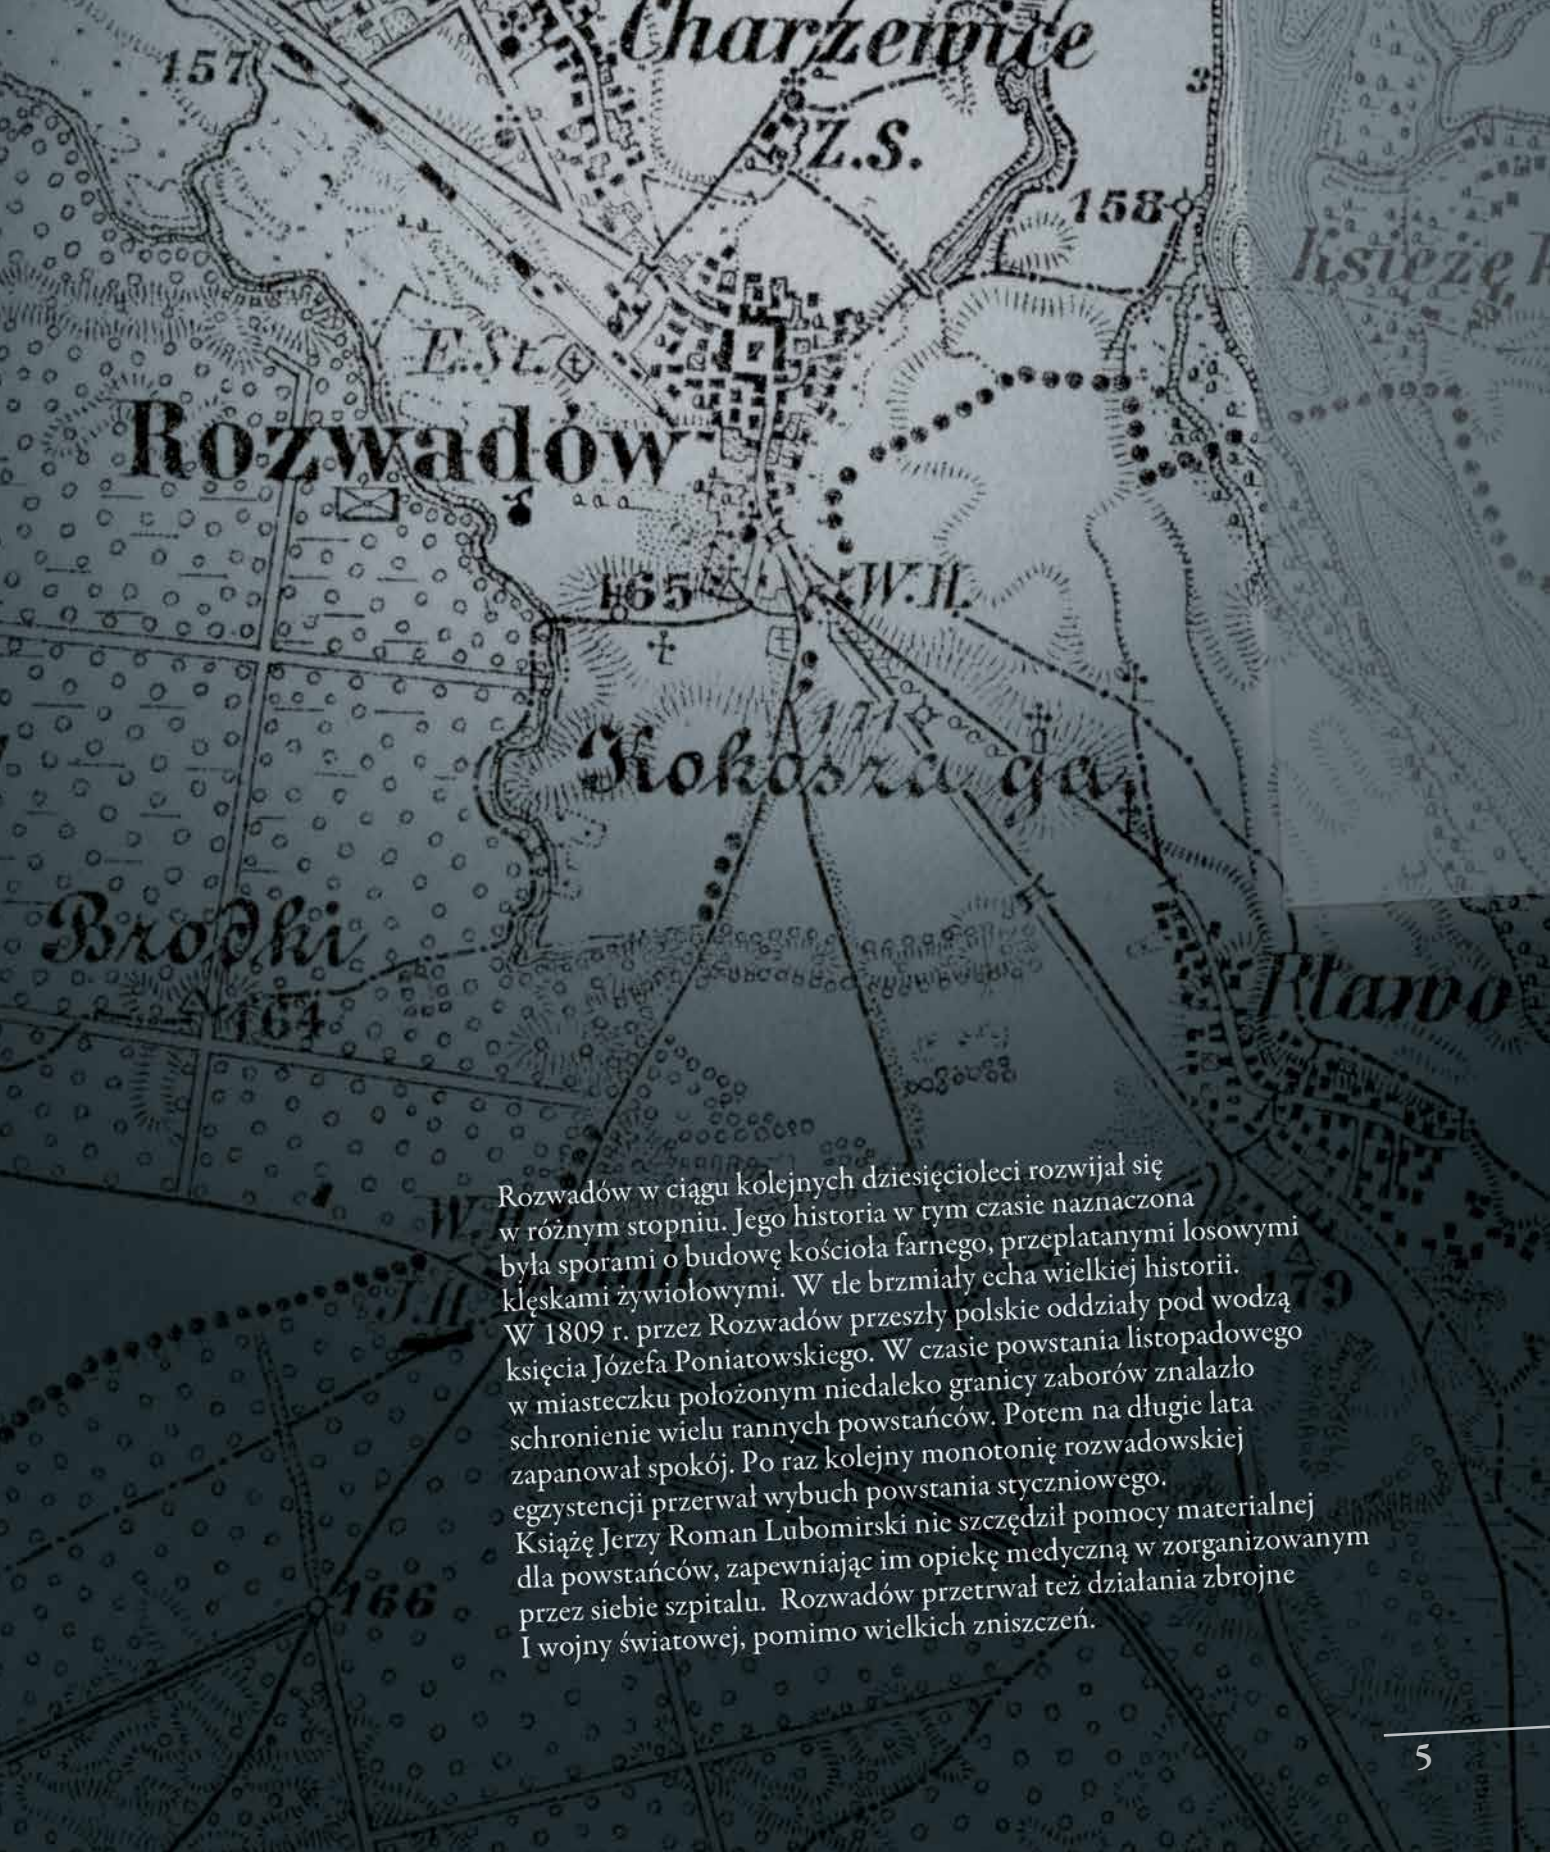 Charzewice
157
3
Z.S.
158
Księżę
E.St.
Rozwadów
165
W.H.
171
Kokosza ga
Brodki
164
Pławo
Rozwadów w ciągu kolejnych dziesięcioleci rozwijał się
w różnym stopniu. Jego historia w tym czasie naznaczona
była sporami o budowę kościoła farnego, przeplatanymi losowymi
klęskami żywiołowymi. W tle brzmiały echa wielkiej historii.
W 1809 r. przez Rozwadów przeszły polskie oddziały pod wodzą
księcia Józefa Poniatowskiego. W czasie powstania listopadowego
w miasteczku położonym niedaleko granicy zaborów znalazło
schronienie wielu rannych powstańców. Potem na długie lata
zapanował spokój. Po raz kolejny monotonię rozwadowskiej
egzystencji przerwał wybuch powstania styczniowego.
Książę Jerzy Roman Lubomirski nie szczędził pomocy materialnej
dla powstańców, zapewniając im opiekę medyczną w zorganizowanym
przez siebie szpitalu. Rozwadów przetrwał też działania zbrojne
I wojny światowej, pomimo wielkich zniszczeń.
179
J.H.
166
5